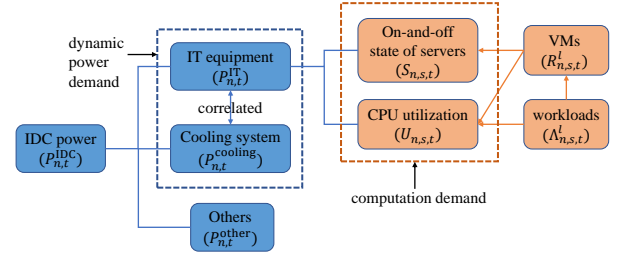 dynamic
power
demand
IT equipment
(P_{n,t}^{IT})
correlated
Cooling system
(P_{n,t}^{cooling})
IDC power
(P_{n,t}^{IDC})
Others
(P_{n,t}^{other})
On-and-off
state of servers
(S_{n,s,t})
CPU utilization
(U_{n,s,t})
computation demand
VMs
(R_{n,s,t}^{l})
workloads
(Λ_{n,s,t}^{l})